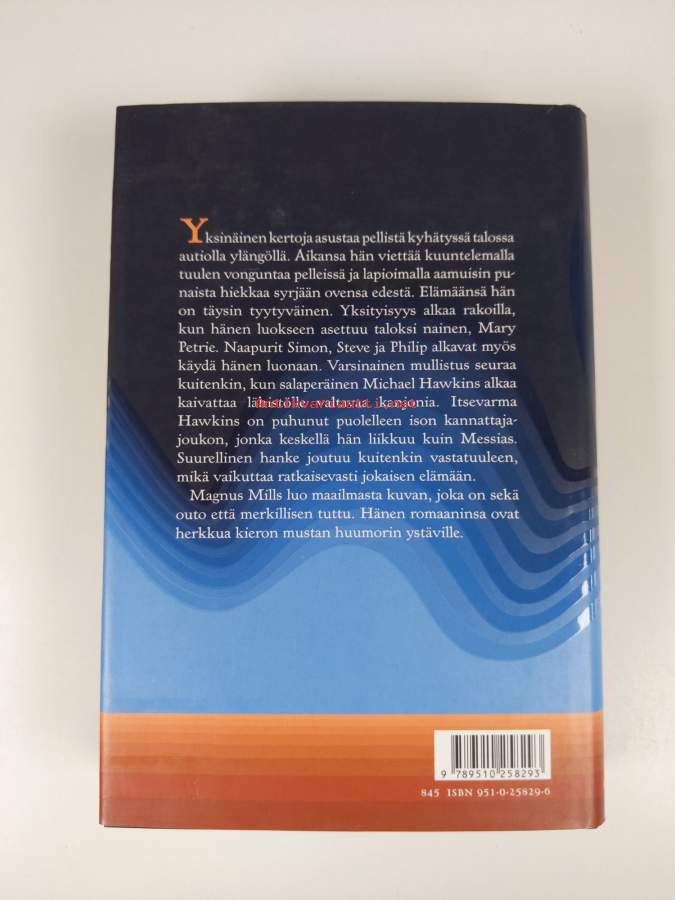 Yksinäinen kertoja asustaa pellistä kyhätyssä talossa
autiolla ylängöllä. Aikansa hän viettää kuuntelemalla
tuulen vonguntaa pelleissä ja lapioimalla aamuisin pu-
naista hiekkaa syrjään ovensa edestä. Elämäänsä hän
on täysin tyytyväinen. Yksityisyys alkaa rakoilla,
kun hänen luokseen asettuu taloksi nainen, Mary
Petrie. Naapurit Simon, Steve ja Philip alkavat myös
käydä hänen luonaan. Varsinainen mullistus seuraa
kuitenkin, kun salaperäinen Michael Hawkins alkaa
kaivattaa lähistölle valtavaa kanjonia. Itsevarma
Hawkins on puhunut puolelleen ison kannattaja-
joukon, jonka keskellä hän liikkuu kuin Messias.
Suurellinen hanke joutuu kuitenkin vastatuuleen,
mikä vaikuttaa ratkaisevasti jokaisen elämään.
Magnus Mills luo maailmasta kuvan, joka on sekä
outo että merkillisen tuttu. Hänen romaaninsa ovat
herkkua kieron mustan huumorin ystäville.
9 789510 258293
845 ISBN 951-0-25829-6